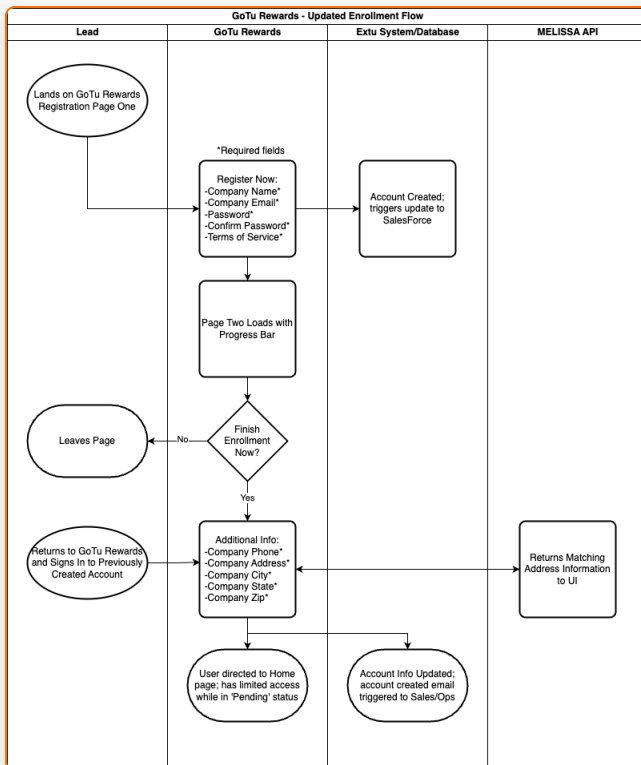 GoTu Rewards - Updated Enrollment Flow
Lead
GoTu Rewards
Extu System/Database
MELISSA API
Lands on GoTu Rewards
Registration Page One
*Required fields
Register Now:
-Company Name*
-Company Email*
-Password*
-Confirm Password*
-Terms of Service*
Account Created;
triggers update to
SalesForce
Page Two Loads with
Progress Bar
Finish
Enrollment
Now?
No
Leaves Page
Yes
Returns to GoTu Rewards
and Signs In to Previously
Created Account
Additional Info:
-Company Phone*
-Company Address*
-Company City*
-Company State*
-Company Zip*
Returns Matching
Address Information
to UI
User directed to Home
page; has limited access
while in 'Pending' status
Account Info Updated;
account created email
triggered to Sales/Ops